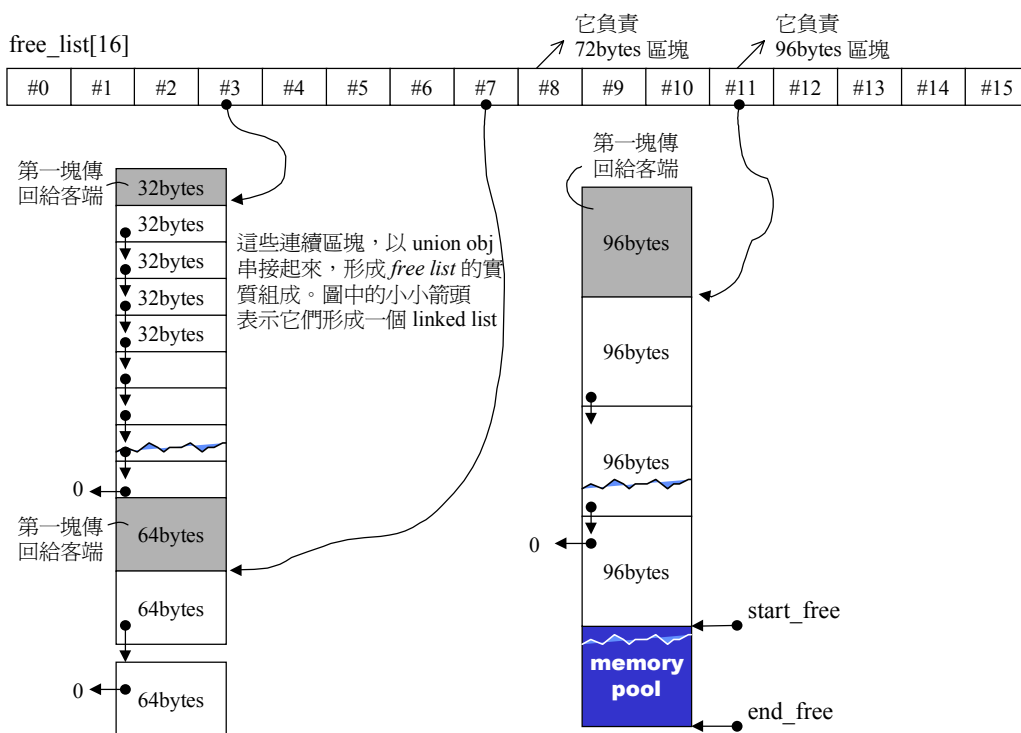 free_list[16]
它負責
72bytes 區塊
它負責
96bytes 區塊
#0 #1 #2 #3 #4 #5 #6 #7 #8 #9 #10 #11 #12 #13 #14 #15
第一塊傳
回給客端
32bytes
32bytes
32bytes
32bytes
32bytes
0
這些連續區塊，以 union obj
串接起來，形成 free list 的實
質組成。圖中的小小箭頭
表示它們形成一個 linked list
第一塊傳
回給客端
64bytes
64bytes
0
64bytes
第一塊傳
回給客端
96bytes
96bytes
96bytes
0
96bytes
start_free
memory
pool
end_free